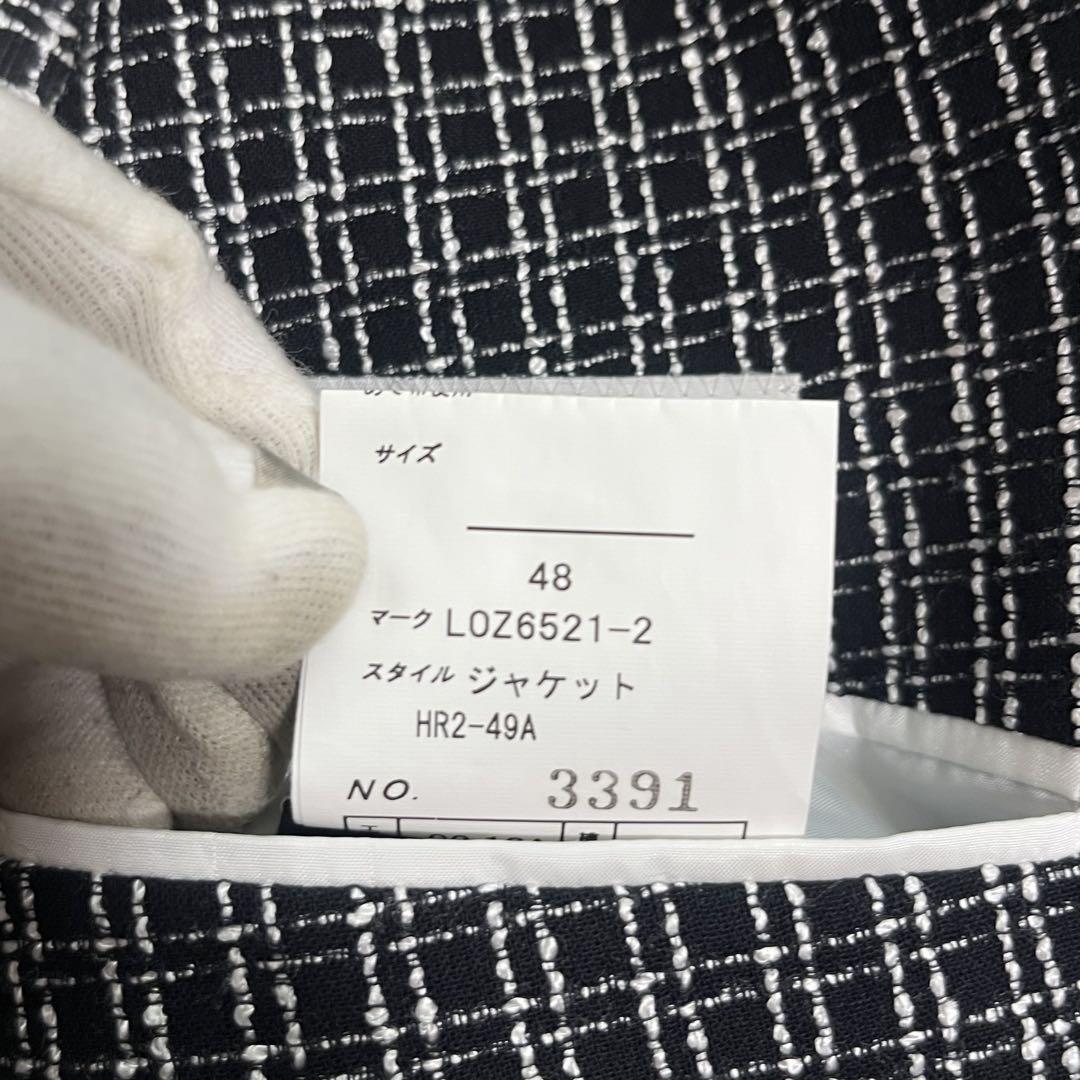 サイズ
48
マーク LOZ6521-2
スタイル ジャケット
HR2-49A
NO. 3391